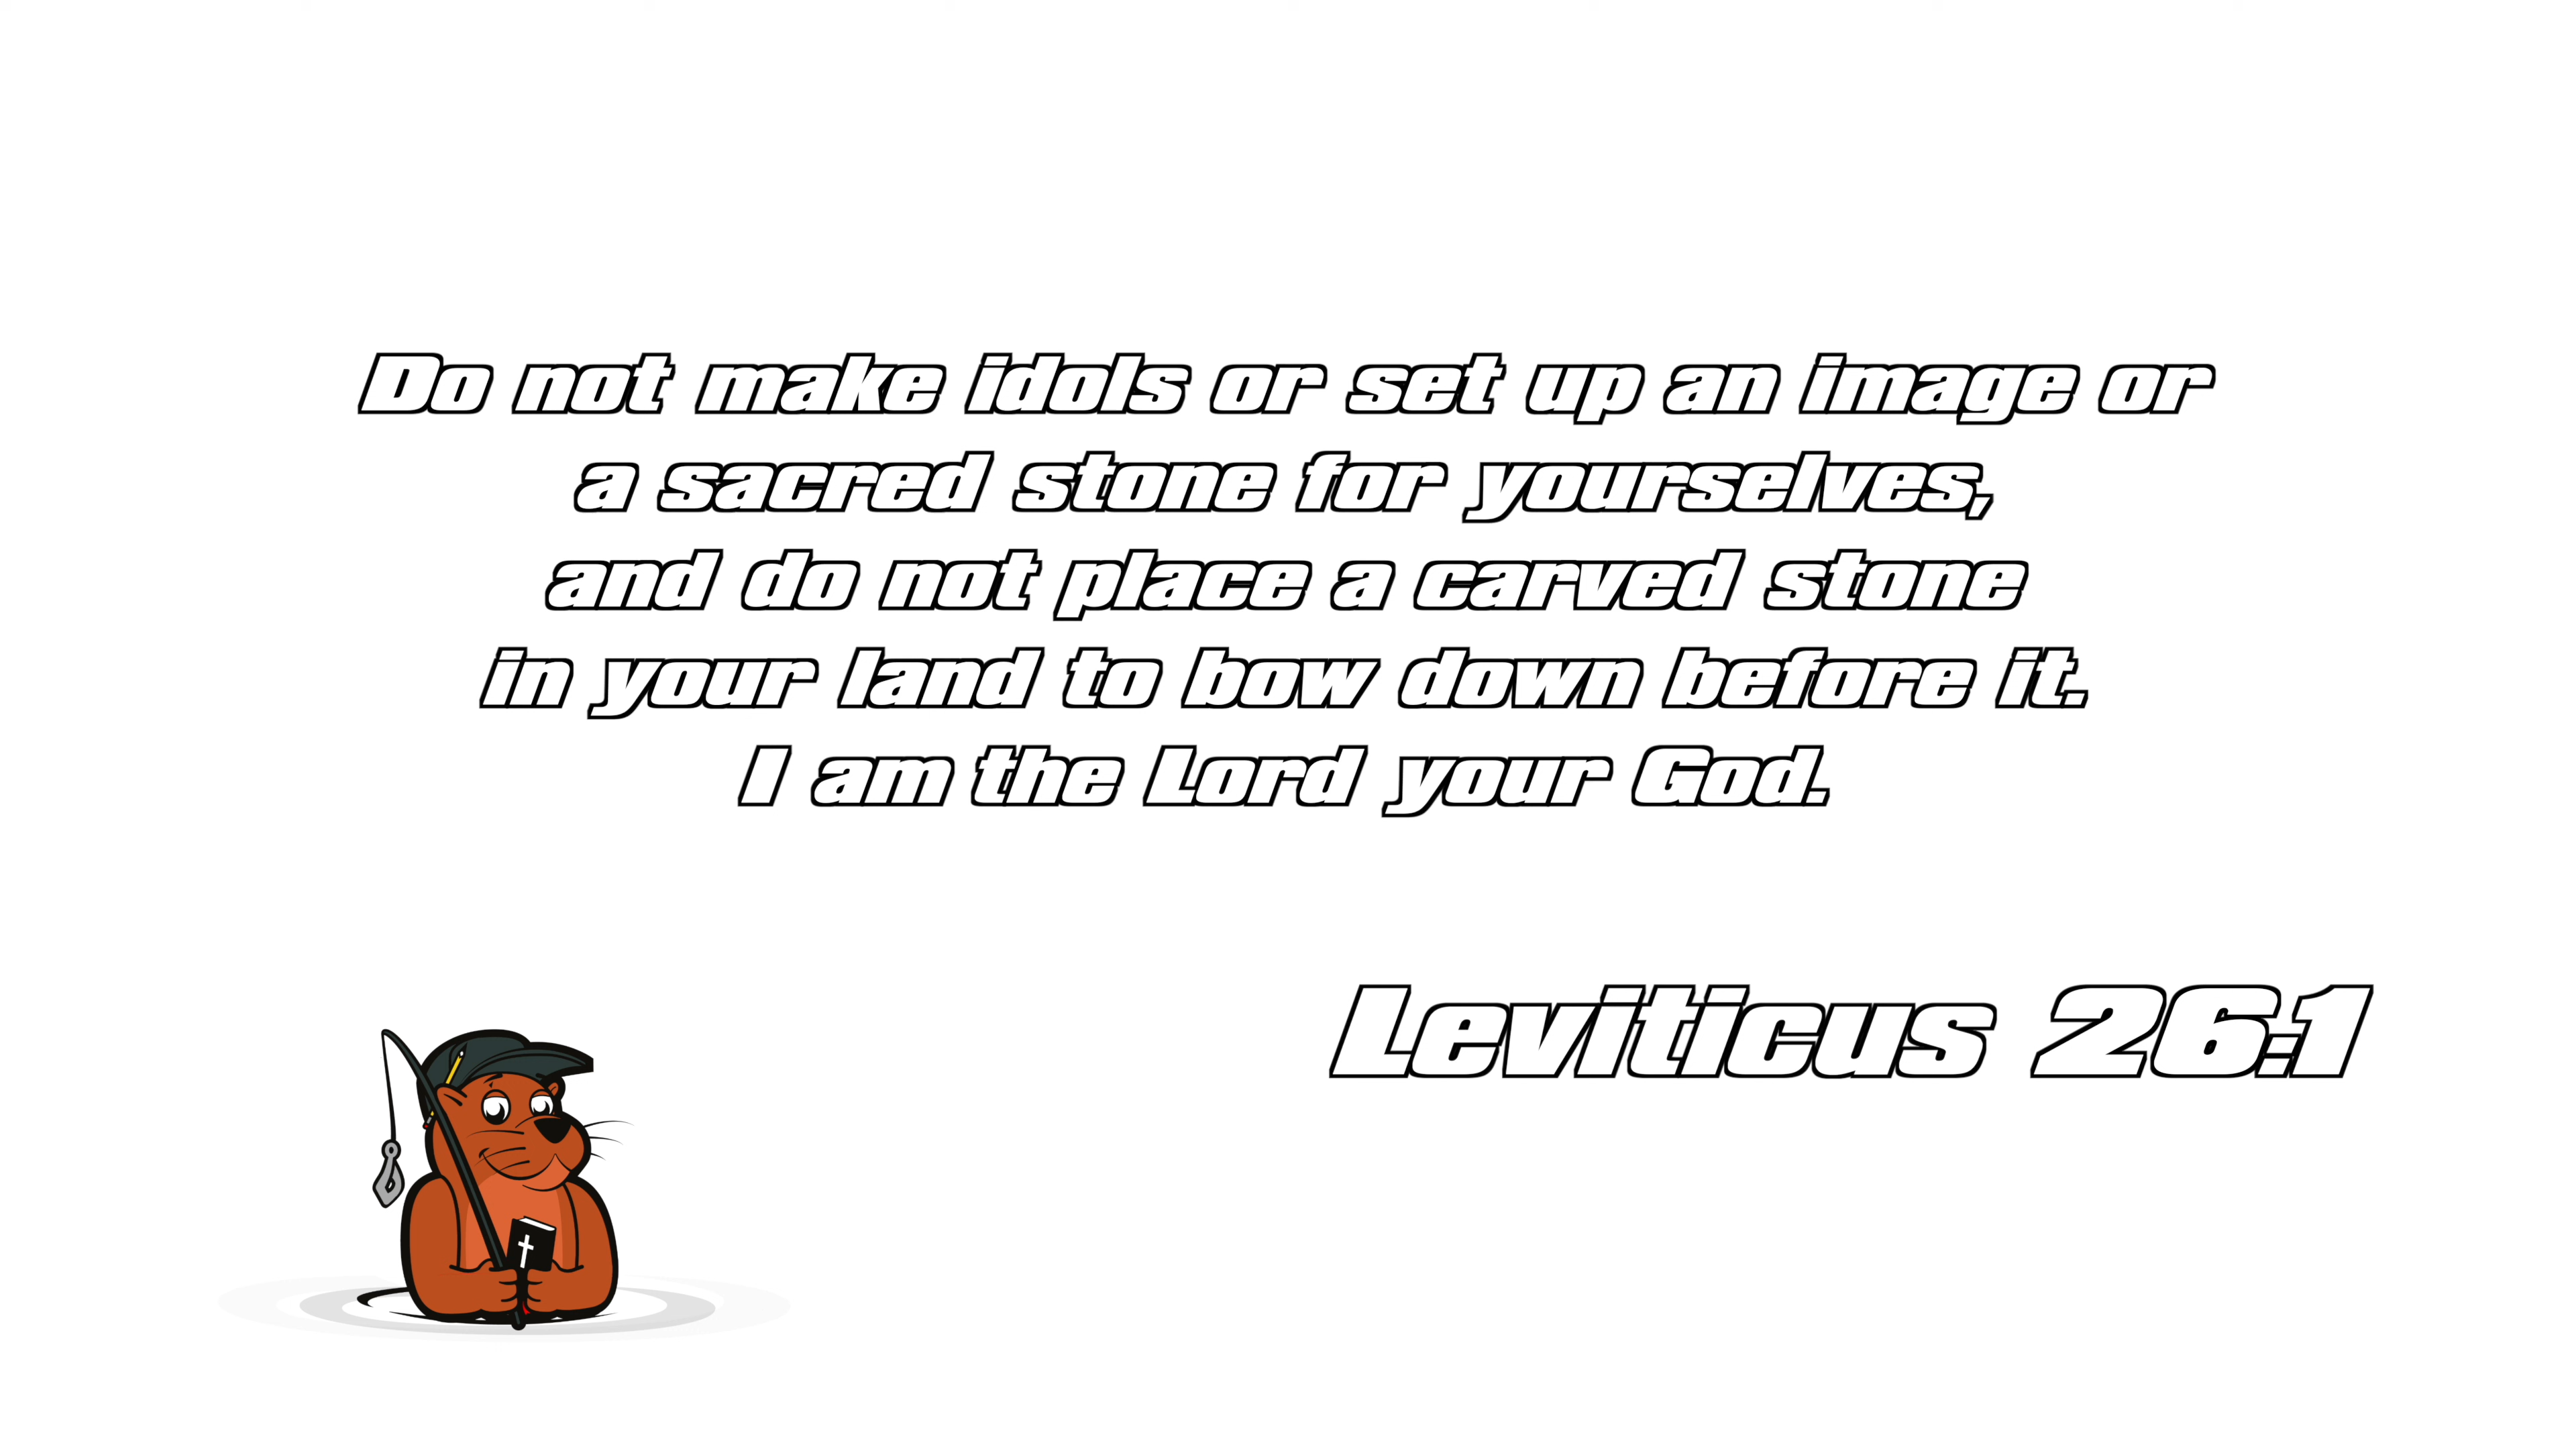 Do not make idols or set up an image or
a sacred stone for yourselves,
and do not place a carved stone
in your land to bow down before it.
I am the Lord your God.
Leviticus 26:1